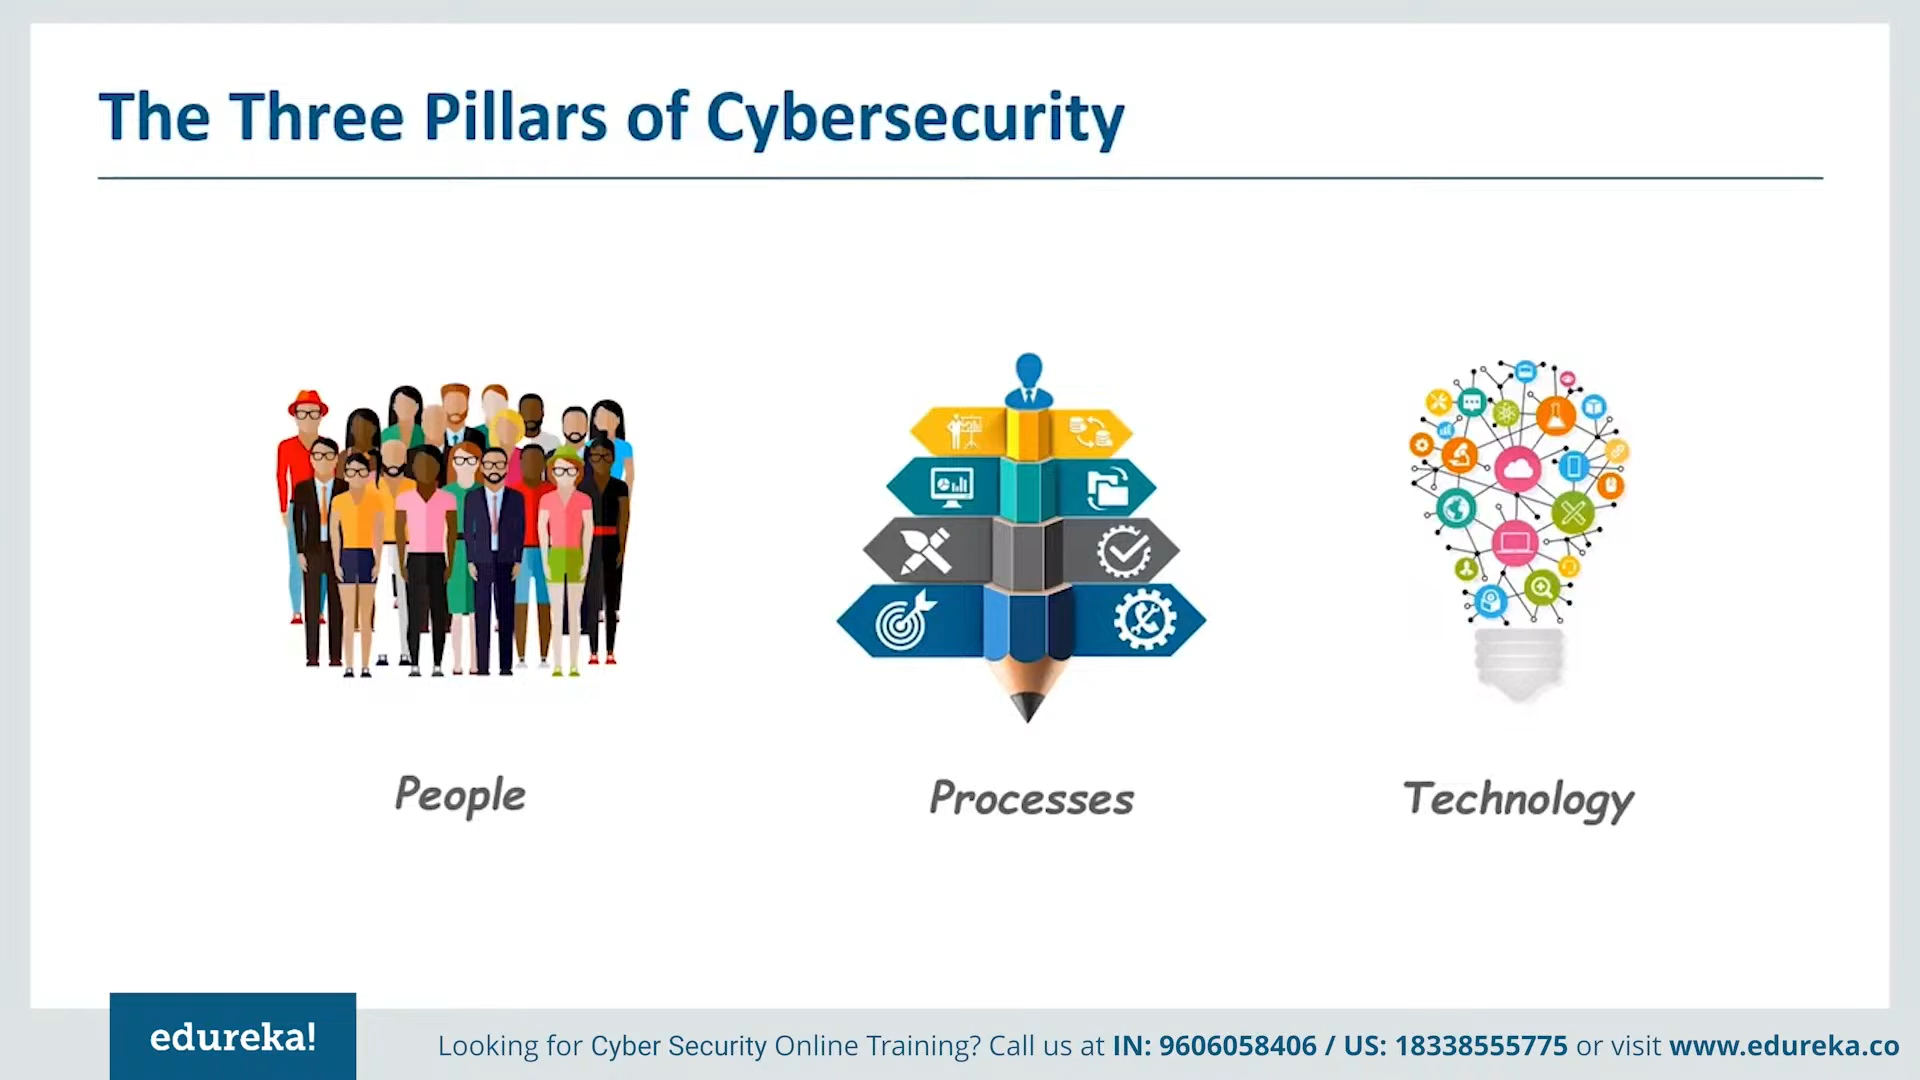 The Three Pillars of Cybersecurity
People
Processes
Technology
edureka!
Looking for Cyber Security Online Training? Call us at IN: 9606058406 / US: 18338555775 or visit www.edureka.co